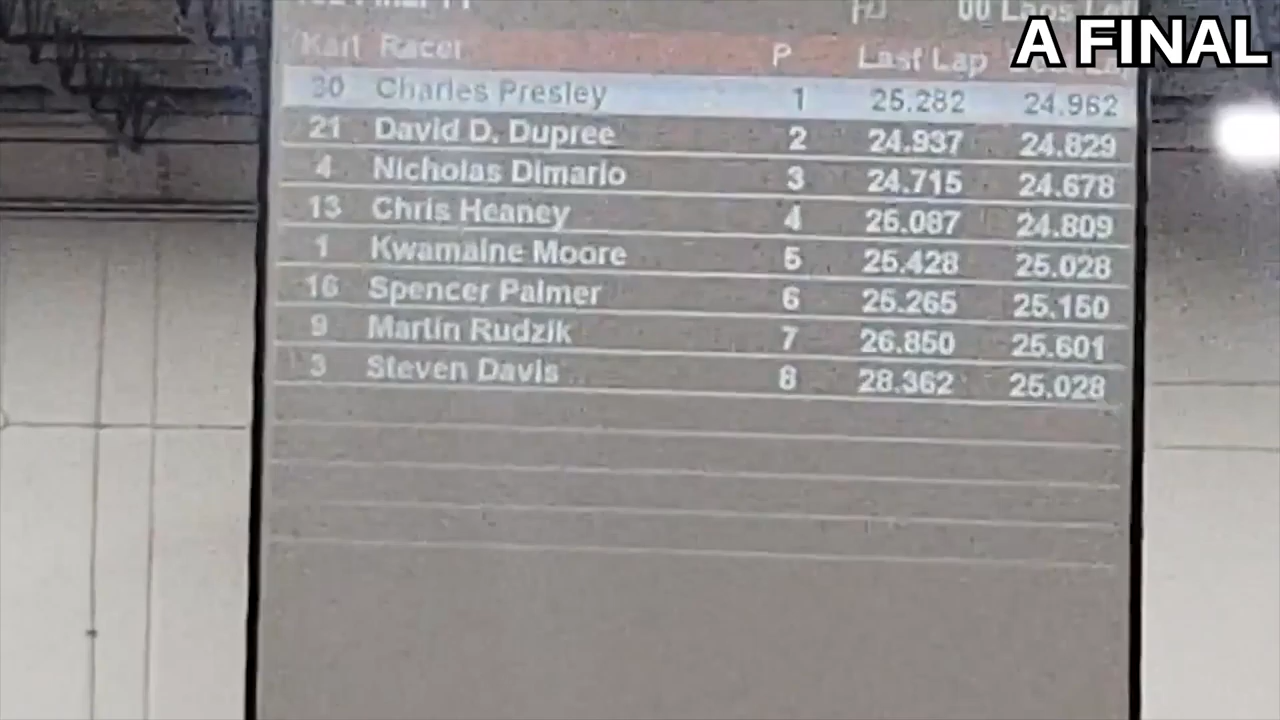 A FINAL
Final 00 Laps Left
Kart Racer P Last Lap
30 Charles Presley 1 25.282 24.962
21 David D. Dupree 2 24.937 24.829
4 Nicholas Dimario 3 24.715 24.678
13 Chris Heaney 4 26.087 24.809
1 Kwamaine Moore 5 25.428 25.028
16 Spencer Palmer 6 25.265 25.150
9 Martin Rudzik 7 26.850 25.601
3 Steven Davis 8 28.362 25.028